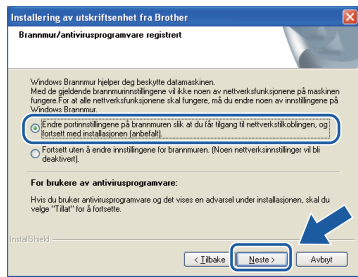 Installering av utskriftsenhet fra Brother
Brannmur/antivirusprogramvare registrert
Windows Brannmur hjelper deg beskytte datamaskinen.
Med de gjeldende brannmurinnstillingene vil ikke noen av nettverksfunksjonene på maskinen
fungere.For at alle nettverksfunksjonene skal fungere, må du endre noen av innstillingene på
Windows Brannmur.
Endre portinnstillingene på brannmuren slik at du får tilgang til nettverkstilkoblingen, og
fortsett med installasjonen (anbefalt).
Fortsett uten å endre innstillingene for brannmuren. (Noen nettverksinnstillinger vil bli
deaktivert).
For brukere av antivirusprogramvare:
Hvis du bruker antivirusprogramvare og det vises en advarsel under installasjonen, skal du
velge "Tillat" for å fortsette.
InstallShield
< Tilbake Neste > Avbryt